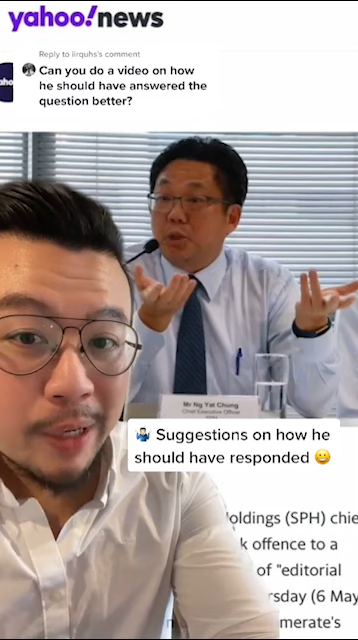 yahoo!news
Reply to iirquhs's comment
Can you do a video on how
he should have answered the
question better?
Mr Ng Yat Chung
Chief Executive Officer
🤷🏻‍♂️ Suggestions on how he
should have responded 😀
oldings (SPH) chie
k offence to a
of "editorial
rsday (6 May
merate's